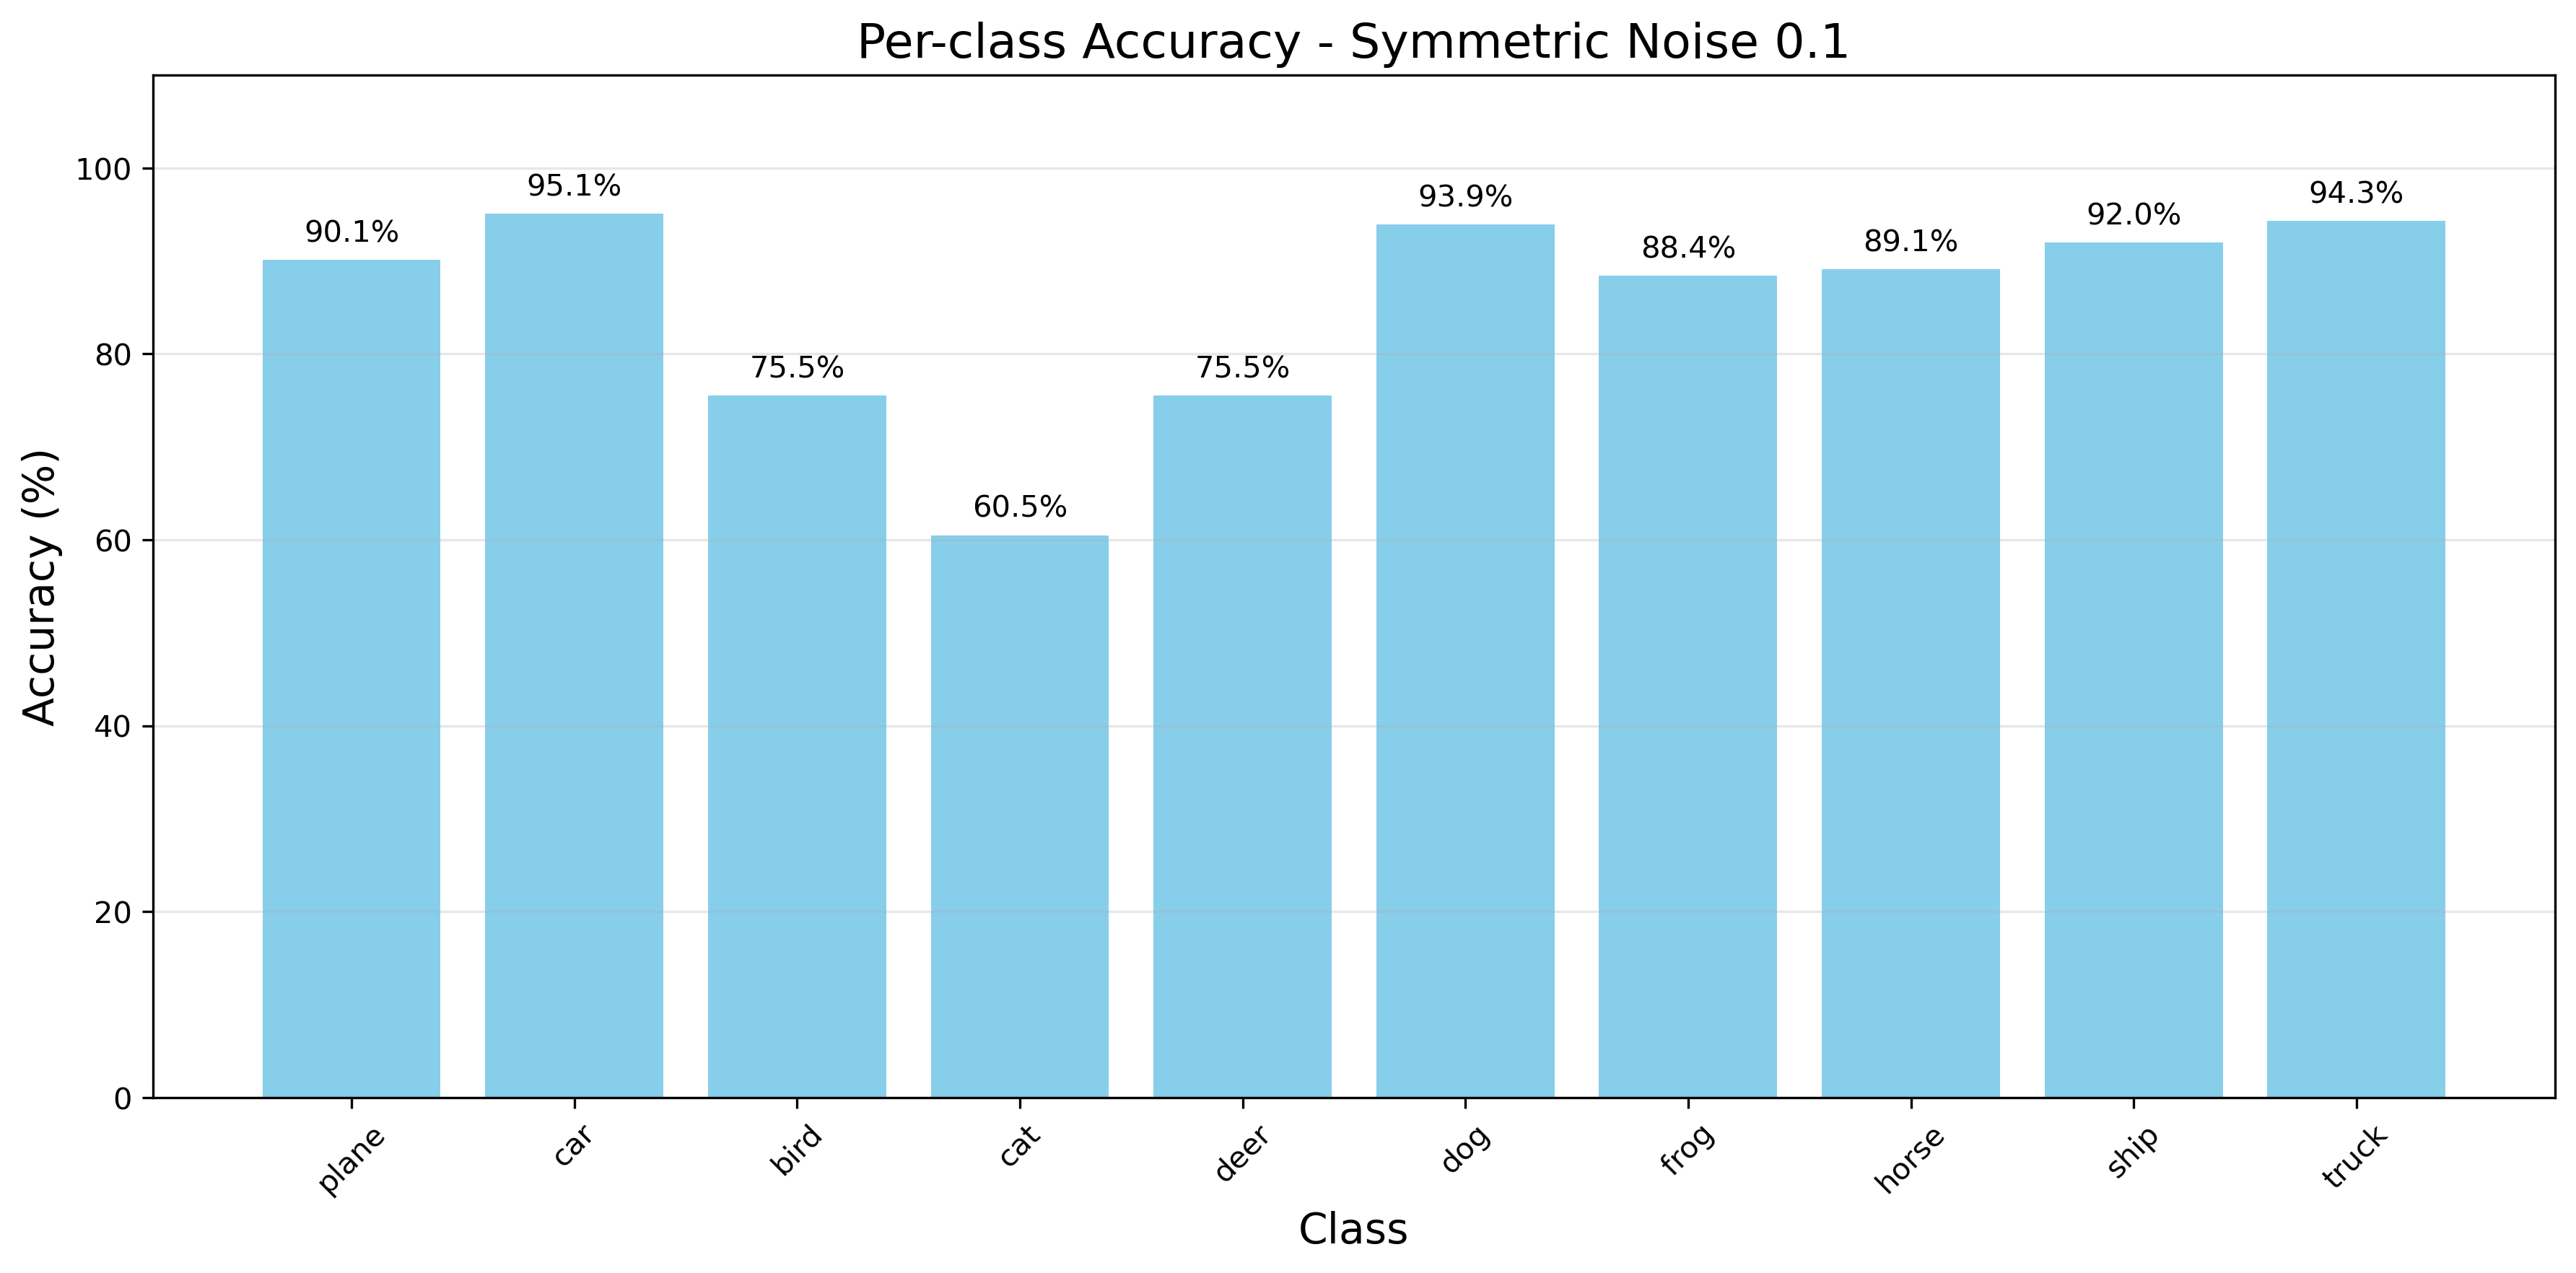 Per-class Accuracy - Symmetric Noise 0.1
Accuracy (%)
100
80
60
40
20
0
90.1%
95.1%
75.5%
60.5%
75.5%
93.9%
88.4%
89.1%
92.0%
94.3%
plane
car
bird
cat
deer
dog
frog
horse
ship
truck
Class